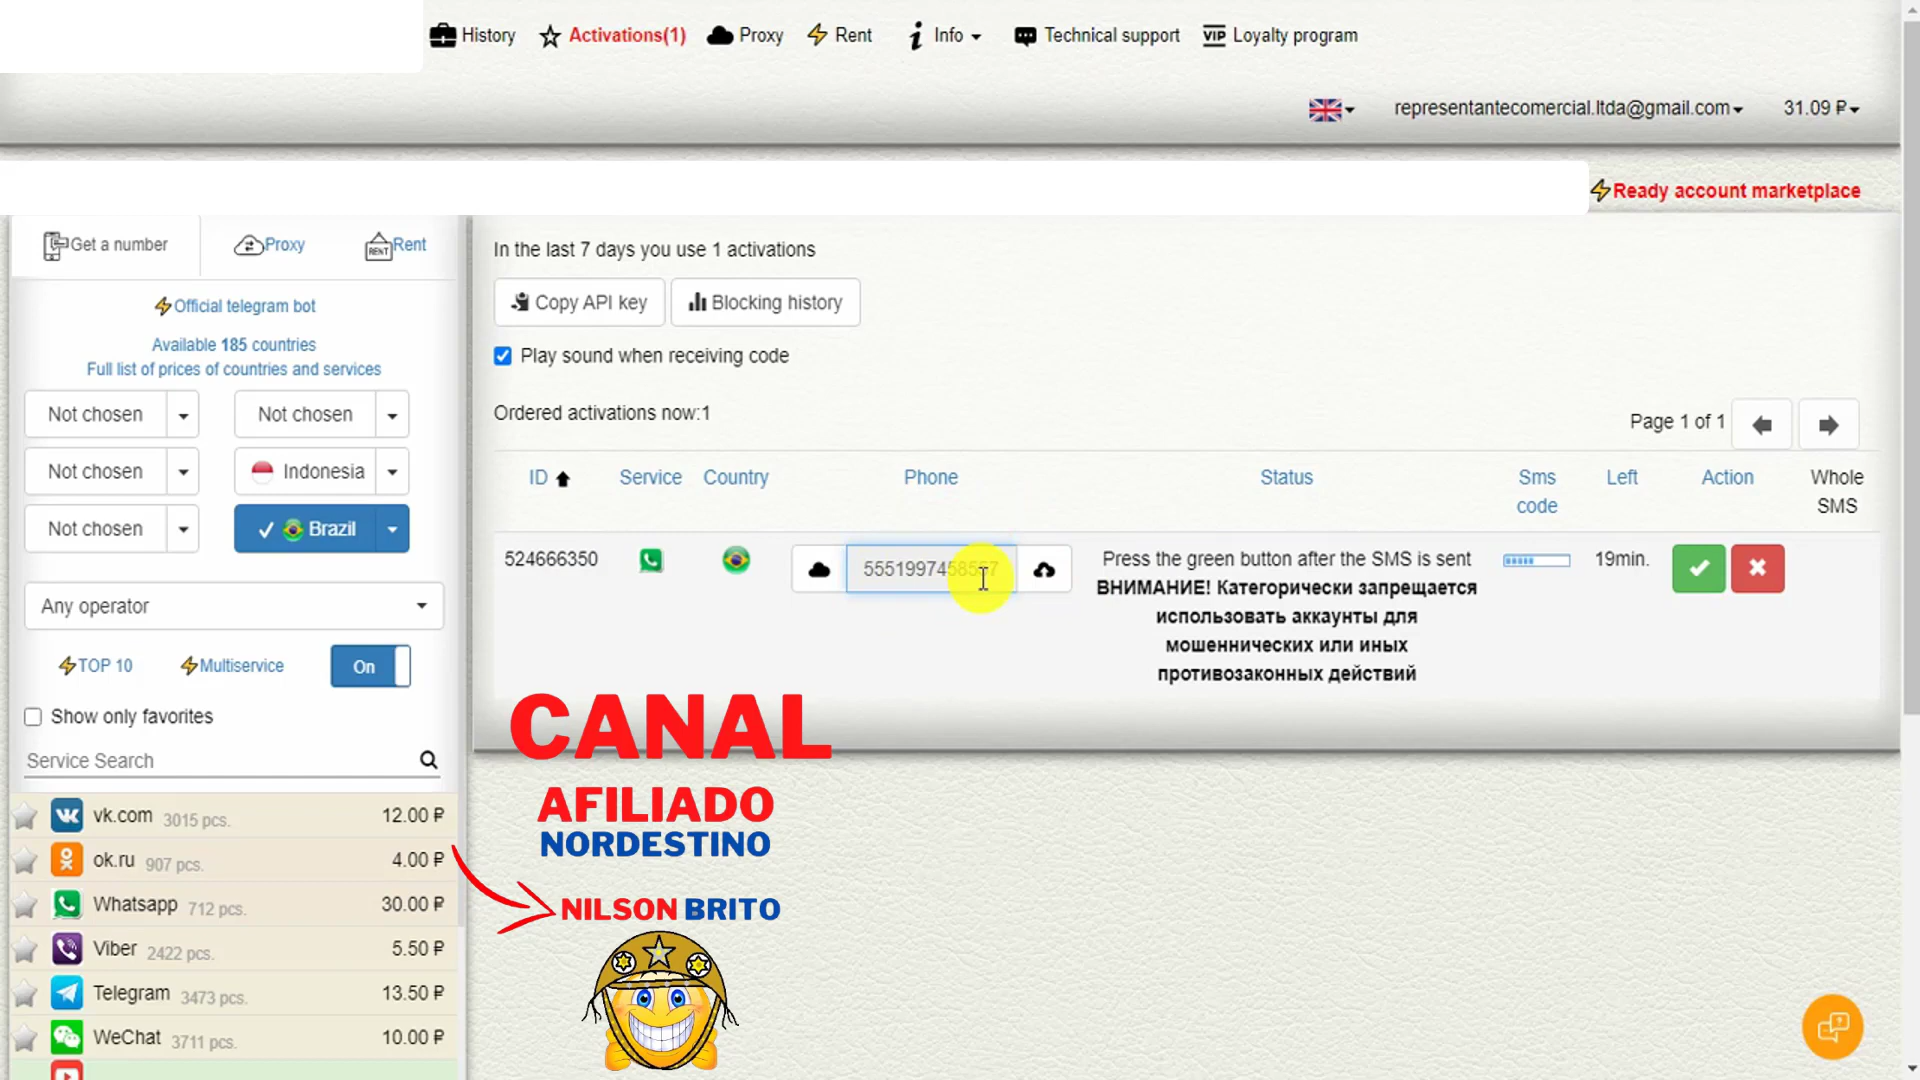 History
Activations(1)
Proxy
Rent
Info
Technical support
VIP Loyalty program
representantecomercial.ltda@gmail.com
31.09 ₽
Ready account marketplace
Get a number
Proxy
RENT Rent
Official telegram bot
Available 185 countries
Full list of prices of countries and services
Not chosen
Not chosen
Not chosen
Indonesia
Not chosen
Brazil
Any operator
TOP 10
Multiservice
On
Show only favorites
Service Search
vk.com 3015 pcs. 12.00 ₽
ok.ru 907 pcs. 4.00 ₽
Whatsapp 712 pcs. 30.00 ₽
Viber 2422 pcs. 5.50 ₽
Telegram 3473 pcs. 13.50 ₽
WeChat 3711 pcs. 10.00 ₽
In the last 7 days you use 1 activations
Copy API key
Blocking history
Play sound when receiving code
Ordered activations now:1
Page 1 of 1
ID
Service
Country
Phone
Status
Sms code
Left
Action
Whole SMS
524666350
Press the green button after the SMS is sent
ВНИМАНИЕ! Категорически запрещается
использовать аккаунты для
мошеннических или иных
противозаконных действий
19min.
CANAL
AFILIADO
NORDESTINO
NILSON BRITO